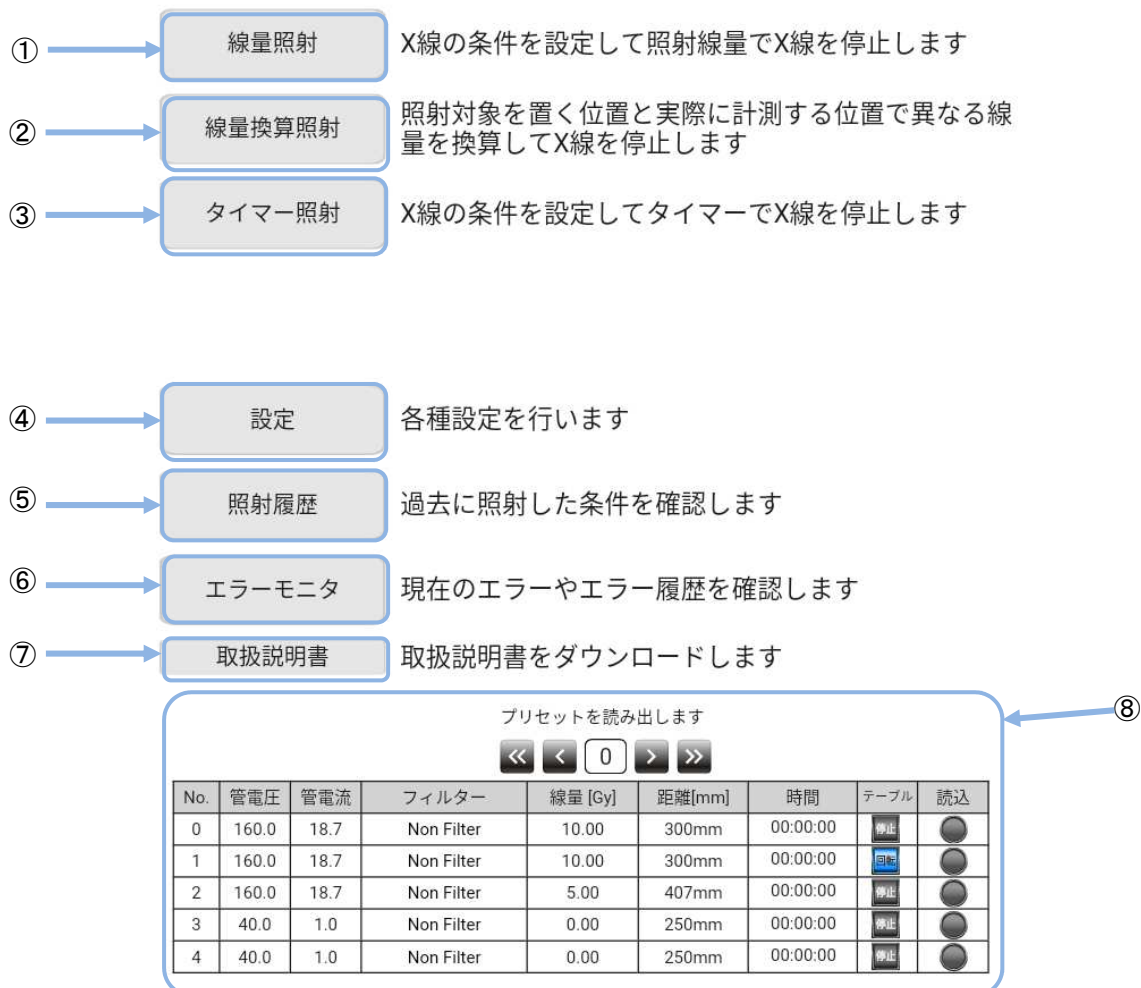 ① 線量照射 X線の条件を設定して照射線量でX線を停止します
② 線量換算照射 照射対象を置く位置と実際に計測する位置で異なる線
量を換算してX線を停止します
③ タイマー照射 X線の条件を設定してタイマーでX線を停止します
④ 設定 各種設定を行います
⑤ 照射履歴 過去に照射した条件を確認します
⑥ エラーモニタ 現在のエラーやエラー履歴を確認します
⑦ 取扱説明書 取扱説明書をダウンロードします
⑧
プリセットを読み出します
« < 0 > »
No. 管電圧 管電流 フィルター 線量 [Gy] 距離[mm] 時間 テーブル 読込
0 160.0 18.7 Non Filter 10.00 300mm 00:00:00 停止
1 160.0 18.7 Non Filter 10.00 300mm 00:00:00 回転
2 160.0 18.7 Non Filter 5.00 407mm 00:00:00 停止
3 40.0 1.0 Non Filter 0.00 250mm 00:00:00 停止
4 40.0 1.0 Non Filter 0.00 250mm 00:00:00 停止